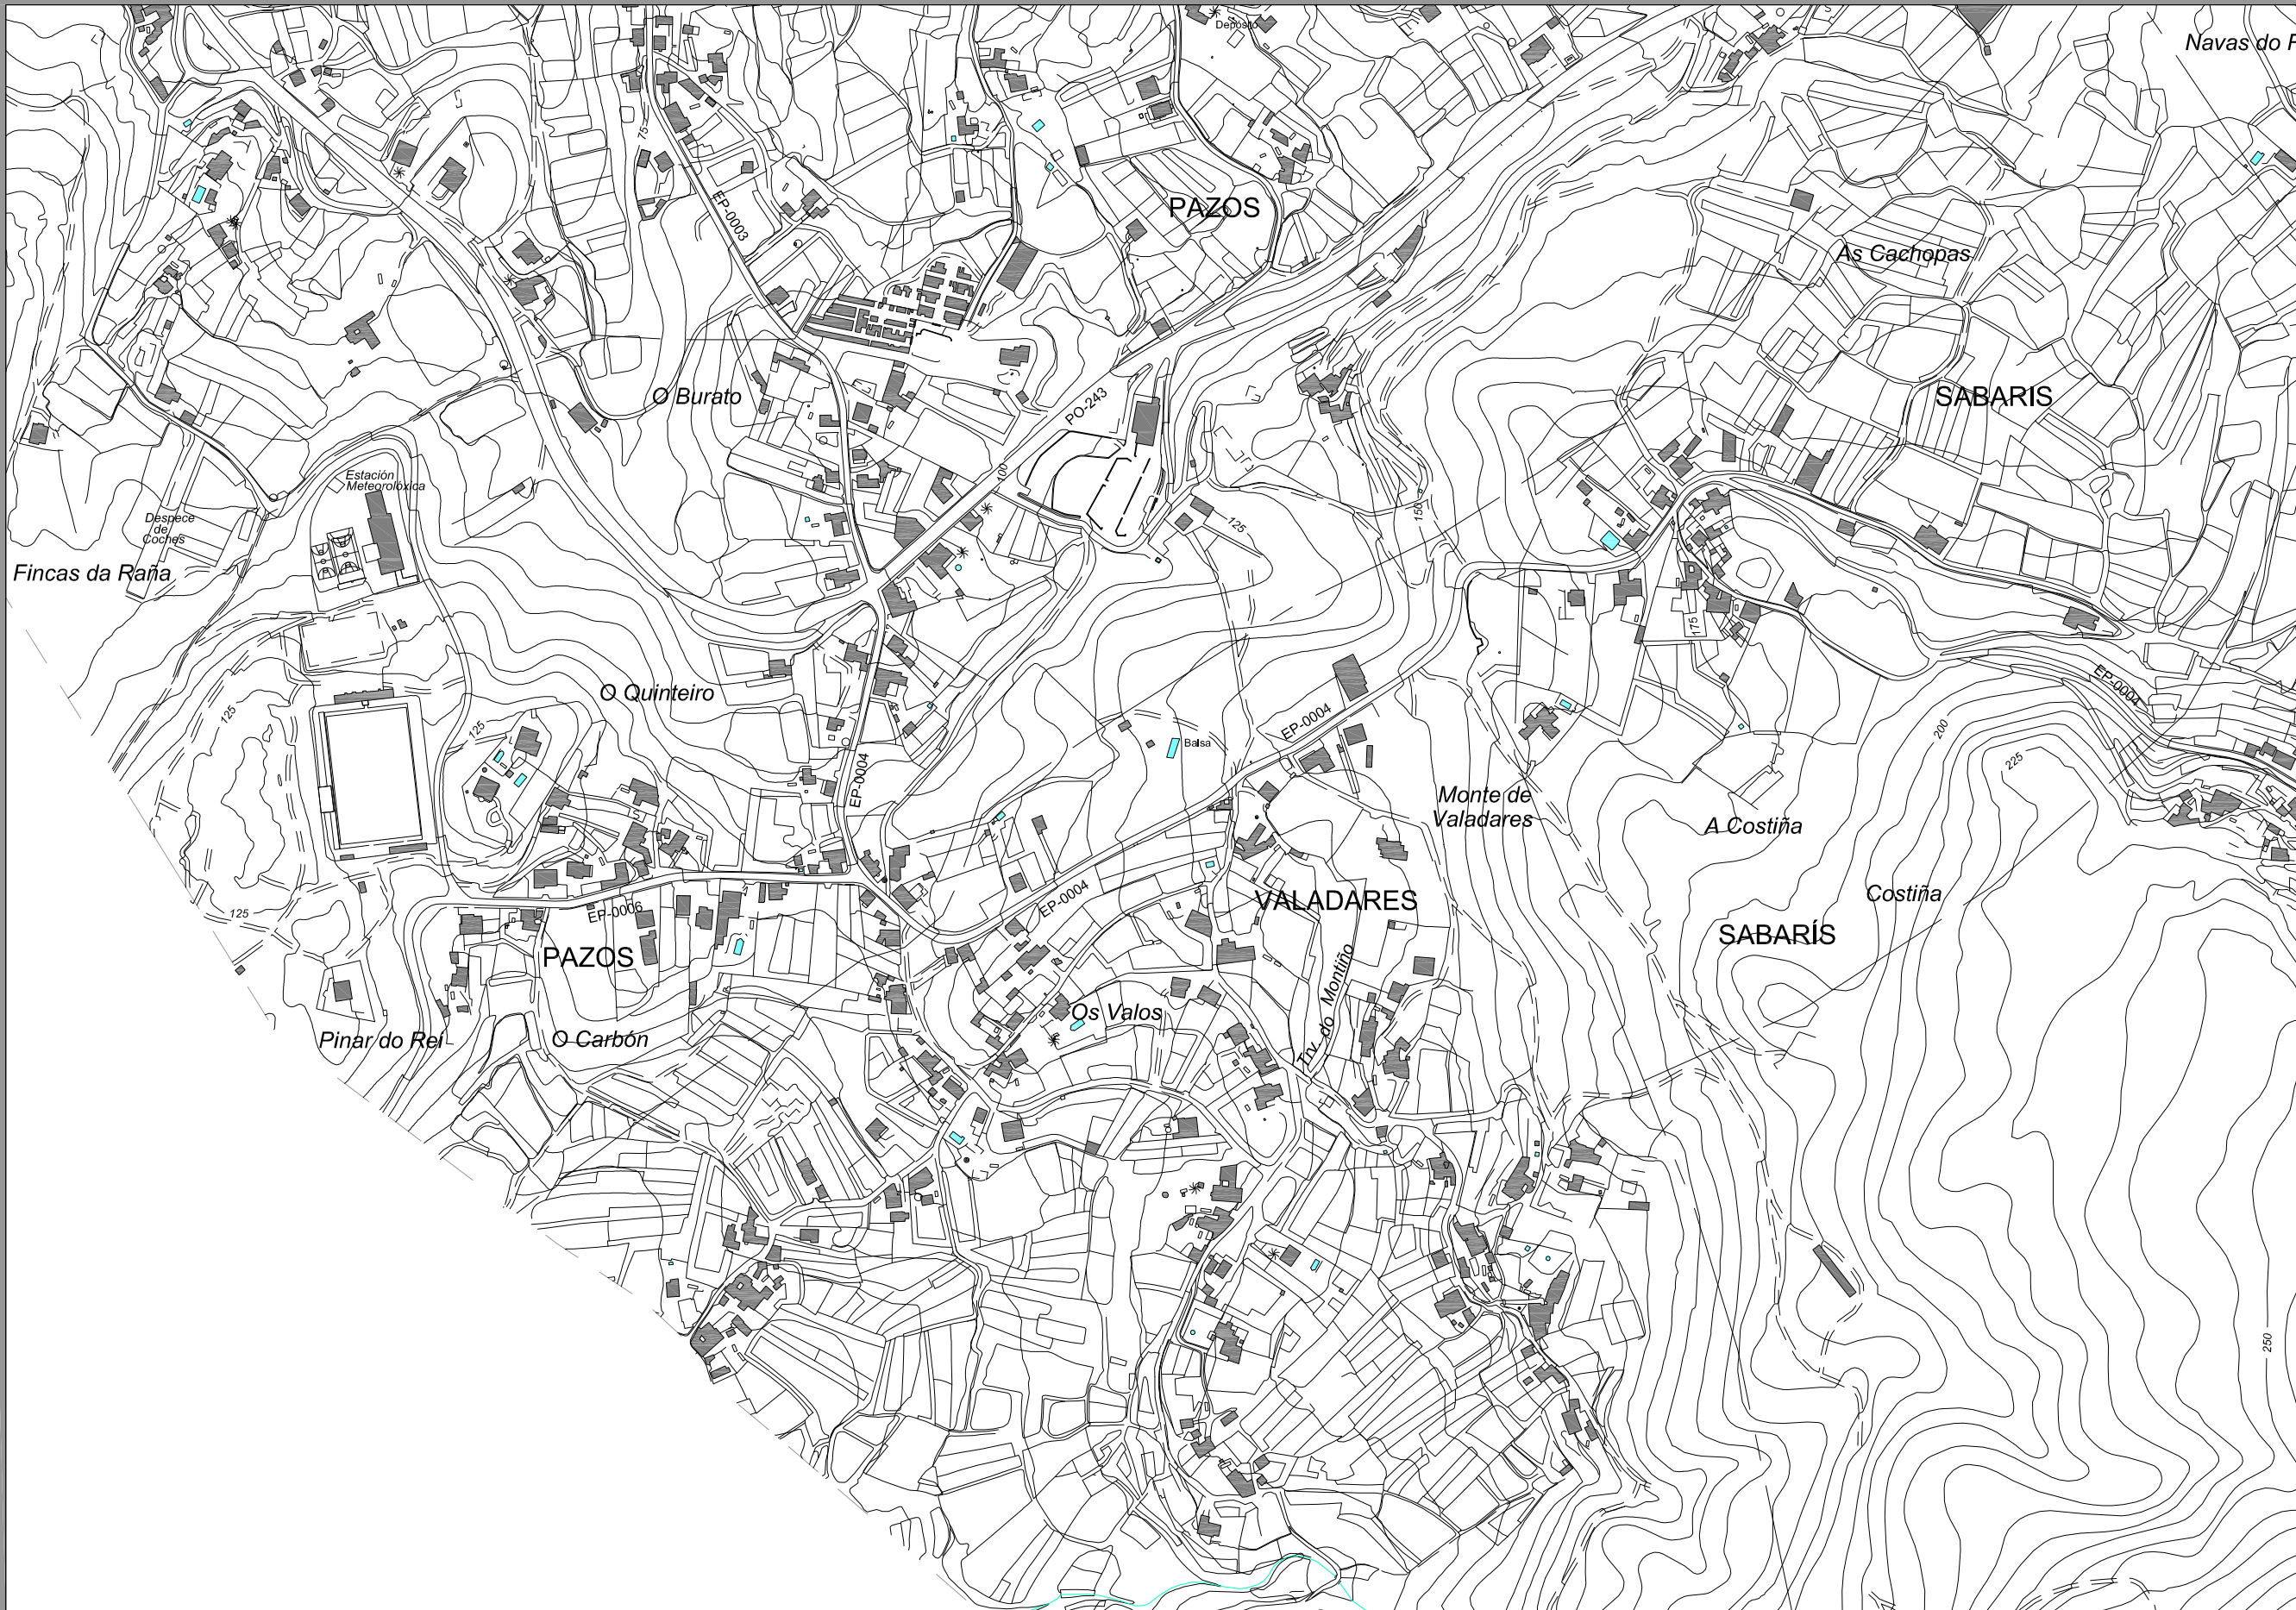 Depósito
Navas do F
75
EP-0003
PAZOS
As Cachopas
O Burato
PO-243
SABARIS
100
Estación
Meteorolóxica
Despece
de
Coches
125
150
Fincas da Raña
175
EP-0004
O Quinteiro
125
125
EP-0004
200
Balsa
225
EP-0004
Monte de
Valadares
A Costiña
EP-0004
VALADARES
Costiña
125
EP-0006
SABARÍS
PAZOS
Trv. do Montiño
Os Valos
Pinar do Rei
O Carbón
250